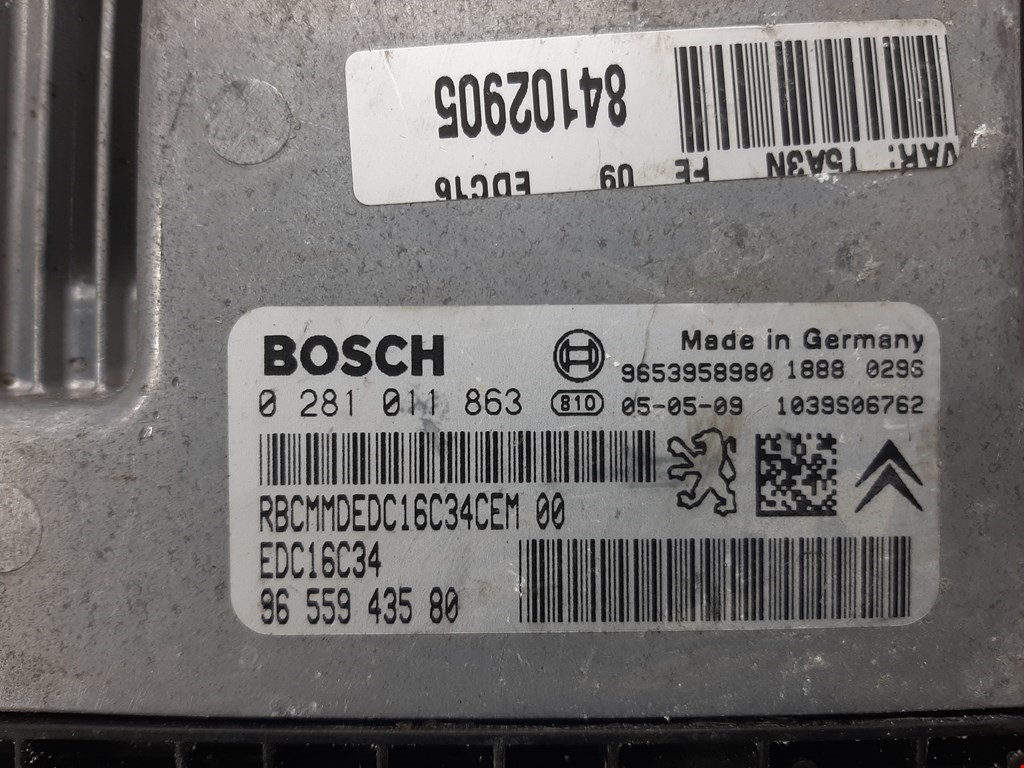 84102905
VAR: T5A3N FE 09 EDC16
BOSCH
Made in Germany
9653958980 1888 029S
0 281 011 863 810 05-05-09 1039S06762
RBCMMDEDC16C34CEM 00
EDC16C34
96 559 435 80